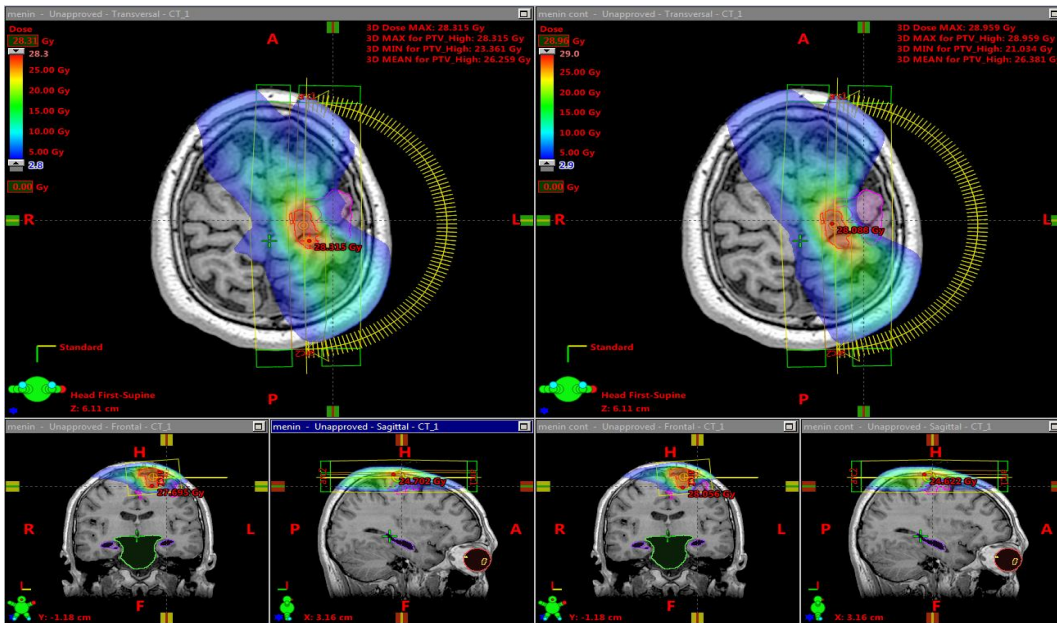 menin - Unapproved - Transversal - CT_1
Dose
28.31 Gy
28.3
25.00 Gy
20.00 Gy
15.00 Gy
10.00 Gy
5.00 Gy
2.8
0.00 Gy
A
3D Dose MAX: 28.315 Gy
3D MAX for PTV_High: 28.315 Gy
3D MIN for PTV_High: 23.361 Gy
3D MEAN for PTV_High: 26.259 Gy
R
L
28.315 Gy
Standard
Head First-Supine
Z: 6.11 cm
P
menin cont - Unapproved - Transversal - CT_1
Dose
28.96 Gy
29.0
25.00 Gy
20.00 Gy
15.00 Gy
10.00 Gy
5.00 Gy
2.9
0.00 Gy
A
3D Dose MAX: 28.959 Gy
3D MAX for PTV_High: 28.959 Gy
3D MIN for PTV_High: 21.034 Gy
3D MEAN for PTV_High: 26.381 Gy
R
L
Standard
Head First-Supine
Z: 6.11 cm
P
menin - Unapproved - Frontal - CT_1
H
R
L
F
Y: -1.18 cm
menin - Unapproved - Sagittal - CT_1
H
P
A
F
X: 3.16 cm
menin cont - Unapproved - Frontal - CT_1
H
R
L
28.056 Gy
F
Y: -1.18 cm
menin cont - Unapproved - Sagittal - CT_1
H
P
A
F
X: 3.16 cm